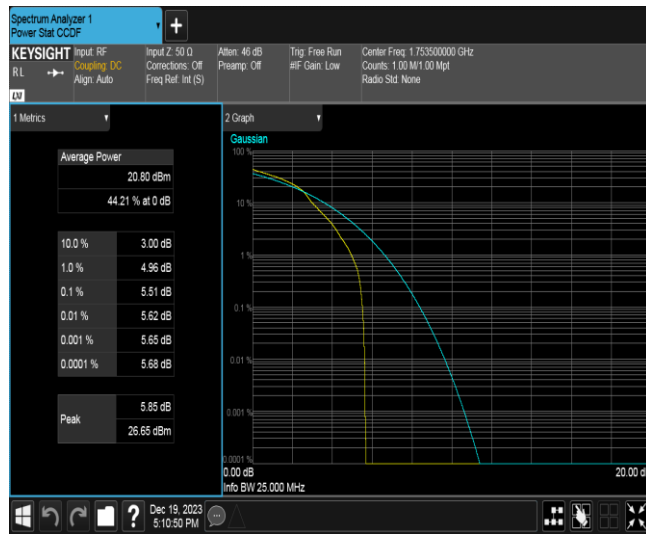 Spectrum Analyzer 1
Power Stat CCDF
+
KEYSIGHT Input: RF Input Z: 50 Ω Atten: 46 dB Trig: Free Run Center Freq: 1.753500000 GHz
RL Coupling: DC Corrections: Off Preamp: Off #IF Gain: Low Counts: 1.00 M/1.00 Mpt
Align: Auto Freq Ref: Int (S) Radio Std: None
LXI
1 Metrics
Average Power
20.80 dBm
44.21 % at 0 dB
10.0 % 3.00 dB
1.0 % 4.96 dB
0.1 % 5.51 dB
0.01 % 5.62 dB
0.001 % 5.65 dB
0.0001 % 5.68 dB
Peak 5.85 dB
26.65 dBm
2 Graph
Gaussian
100 %
10 %
1 %
0.1 %
0.01 %
0.001 %
0.0001 %
0.00 dB 20.00 d
Info BW 25.000 MHz
? Dec 19, 2023
5:10:50 PM